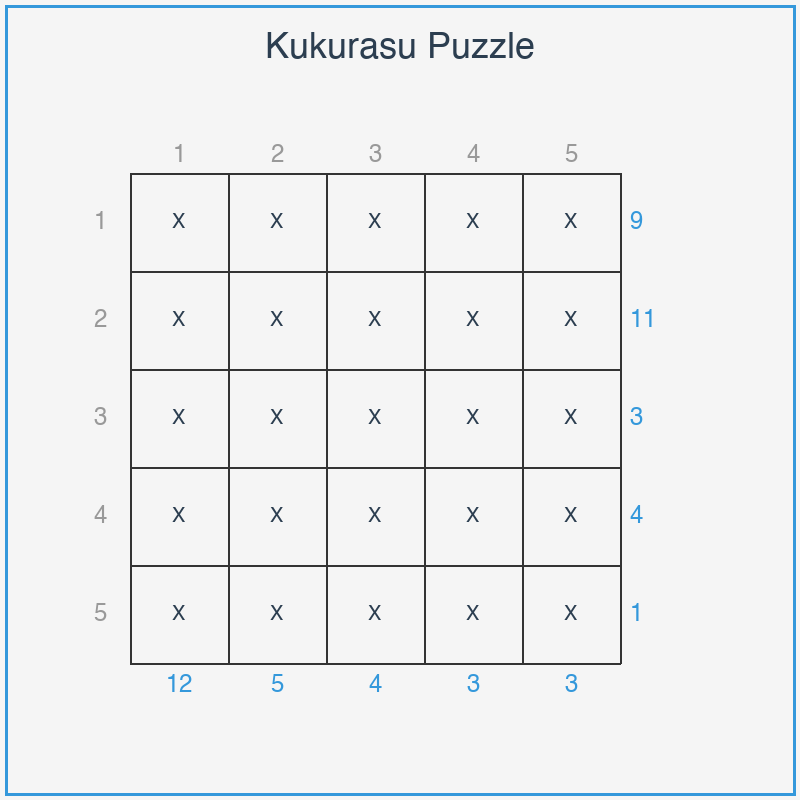 Kukurasu Puzzle
1 2 3 4 5
1 X X X X X 9
2 X X X X X 11
3 X X X X X 3
4 X X X X X 4
5 X X X X X 1
12 5 4 3 3